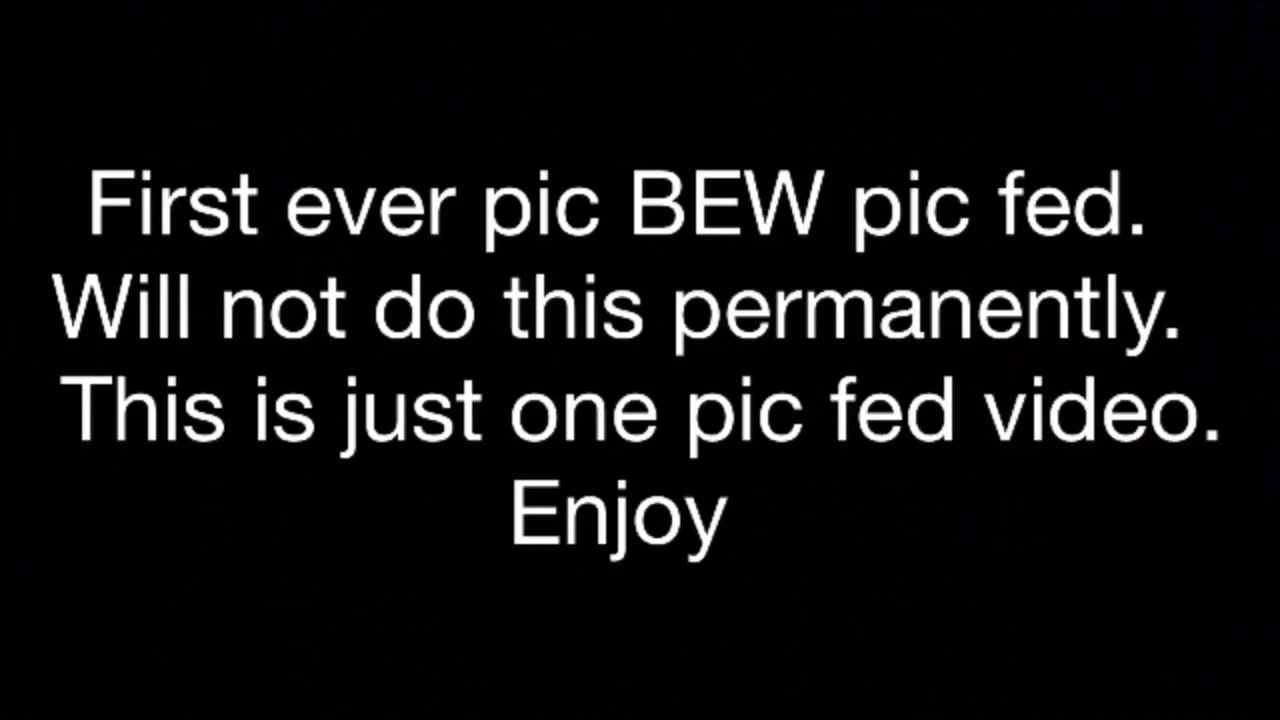 First ever pic BEW pic fed.
Will not do this permanently.
This is just one pic fed video.
Enjoy